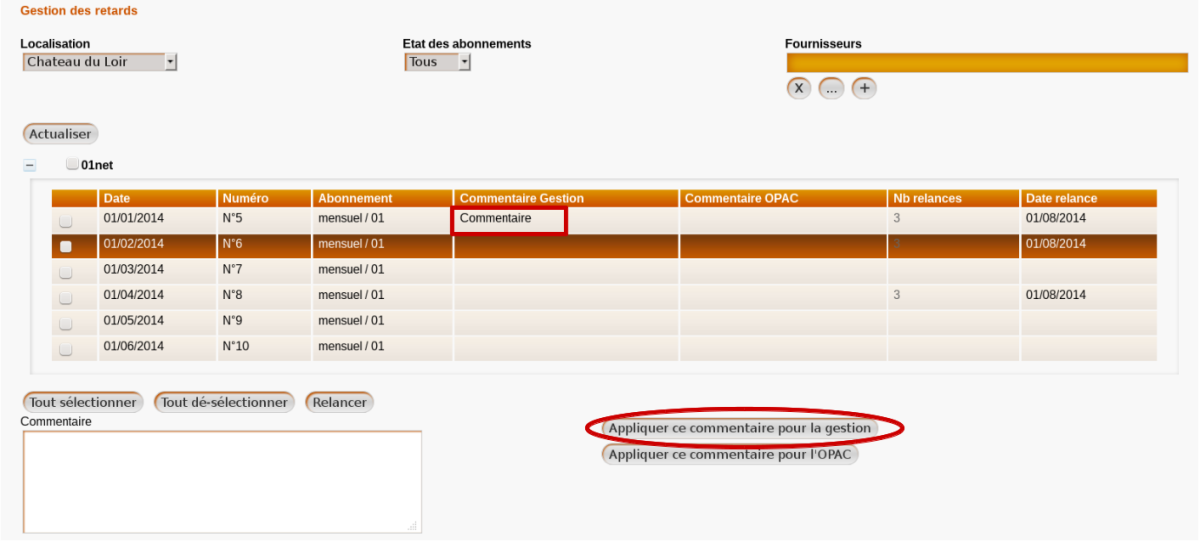 Gestion des retards
Localisation Etat des abonnements Fournisseurs
Chateau du Loir Tous
X ... +
Actualiser
01net
Date Numéro Abonnement Commentaire Gestion Commentaire OPAC Nb relances Date relance
01/01/2014 N°5 mensuel / 01 Commentaire 3 01/08/2014
01/02/2014 N°6 mensuel / 01 3 01/08/2014
01/03/2014 N°7 mensuel / 01
01/04/2014 N°8 mensuel / 01 3 01/08/2014
01/05/2014 N°9 mensuel / 01
01/06/2014 N°10 mensuel / 01
Tout sélectionner Tout dé-sélectionner Relancer
Commentaire
Appliquer ce commentaire pour la gestion
Appliquer ce commentaire pour l'OPAC